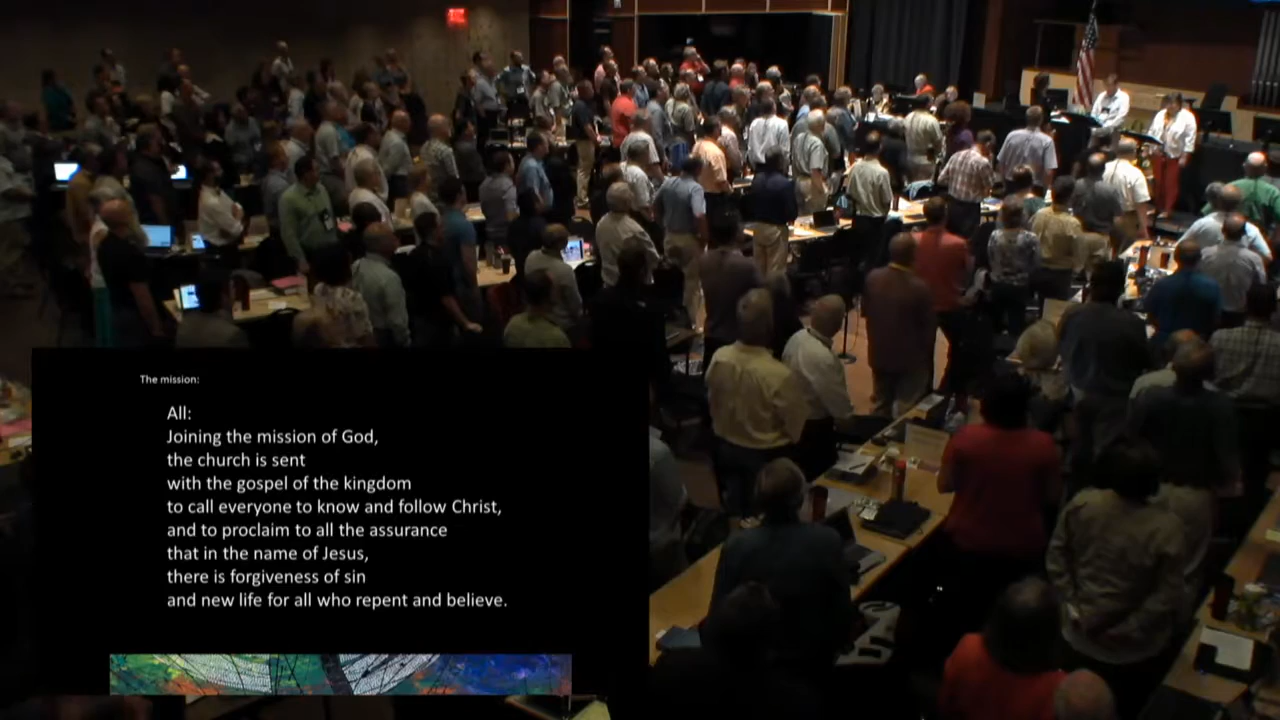 The mission:
All:
Joining the mission of God,
the church is sent
with the gospel of the kingdom
to call everyone to know and follow Christ,
and to proclaim to all the assurance
that in the name of Jesus,
there is forgiveness of sin
and new life for all who repent and believe.